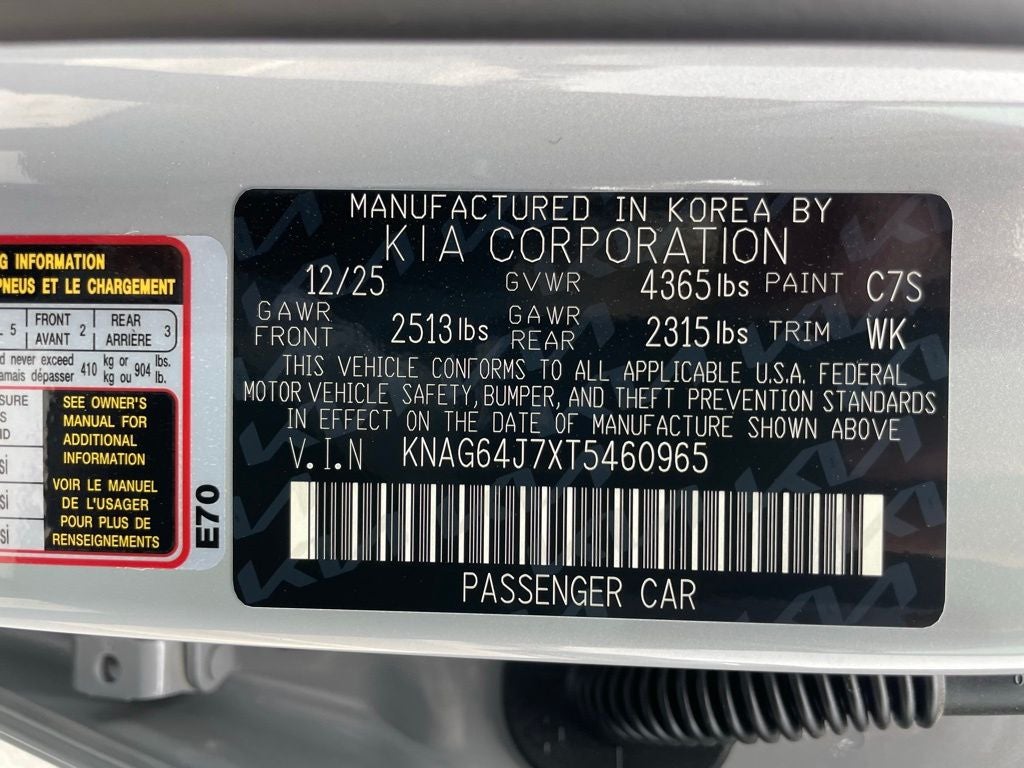 G INFORMATION
PNEUS ET LE CHARGEMENT
5 FRONT AVANT 2 REAR ARRIÈRE 3
never exceed 410 kg or 904 lbs.
dépasser kg ou lb.
SEE OWNER'S
MANUAL FOR
ADDITIONAL
INFORMATION
VOIR LE MANUEL
DE L'USAGER
POUR PLUS DE
RENSEIGNEMENTS
E70
MANUFACTURED IN KOREA BY
KIA CORPORATION
12/25 GVWR 4365 lbs PAINT C7S
GAWR FRONT 2513 lbs GAWR REAR 2315 lbs TRIM WK
THIS VEHICLE CONFORMS TO ALL APPLICABLE U.S.A. FEDERAL
MOTOR VEHICLE SAFETY, BUMPER, AND THEFT PREVENTION STANDARDS
IN EFFECT ON THE DATE OF MANUFACTURE SHOWN ABOVE
V.I.N KNAG64J7XT5460965
PASSENGER CAR